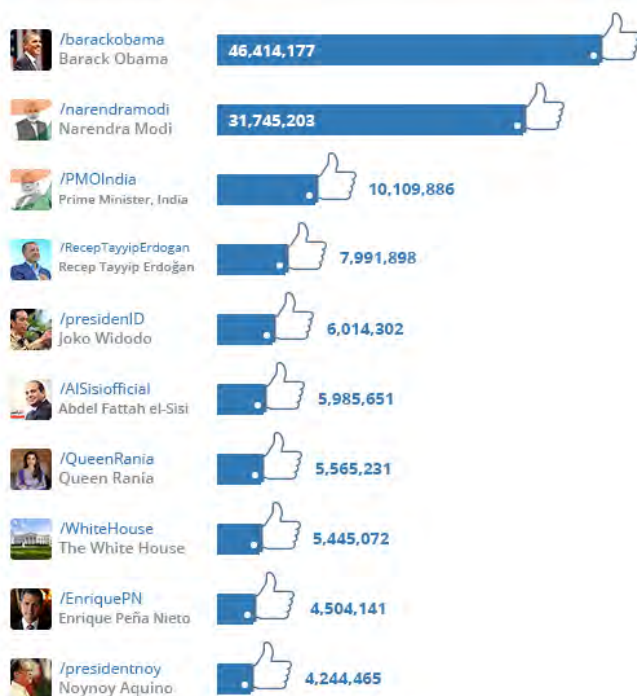 /barackobama
Barack Obama
46,414,177
/narendramodi
Narendra Modi
31,745,203
/PMOIndia
Prime Minister, India
10,109,886
/RecepTayyipErdogan
Recep Tayyip Erdoğan
7,991,898
/presidenID
Joko Widodo
6,014,302
/AlSisiofficial
Abdel Fattah el-Sisi
5,985,651
/QueenRania
Queen Rania
5,565,231
/WhiteHouse
The White House
5,445,072
/EnriquePN
Enrique Peña Nieto
4,504,141
/presidentnoy
Noynoy Aquino
4,244,465